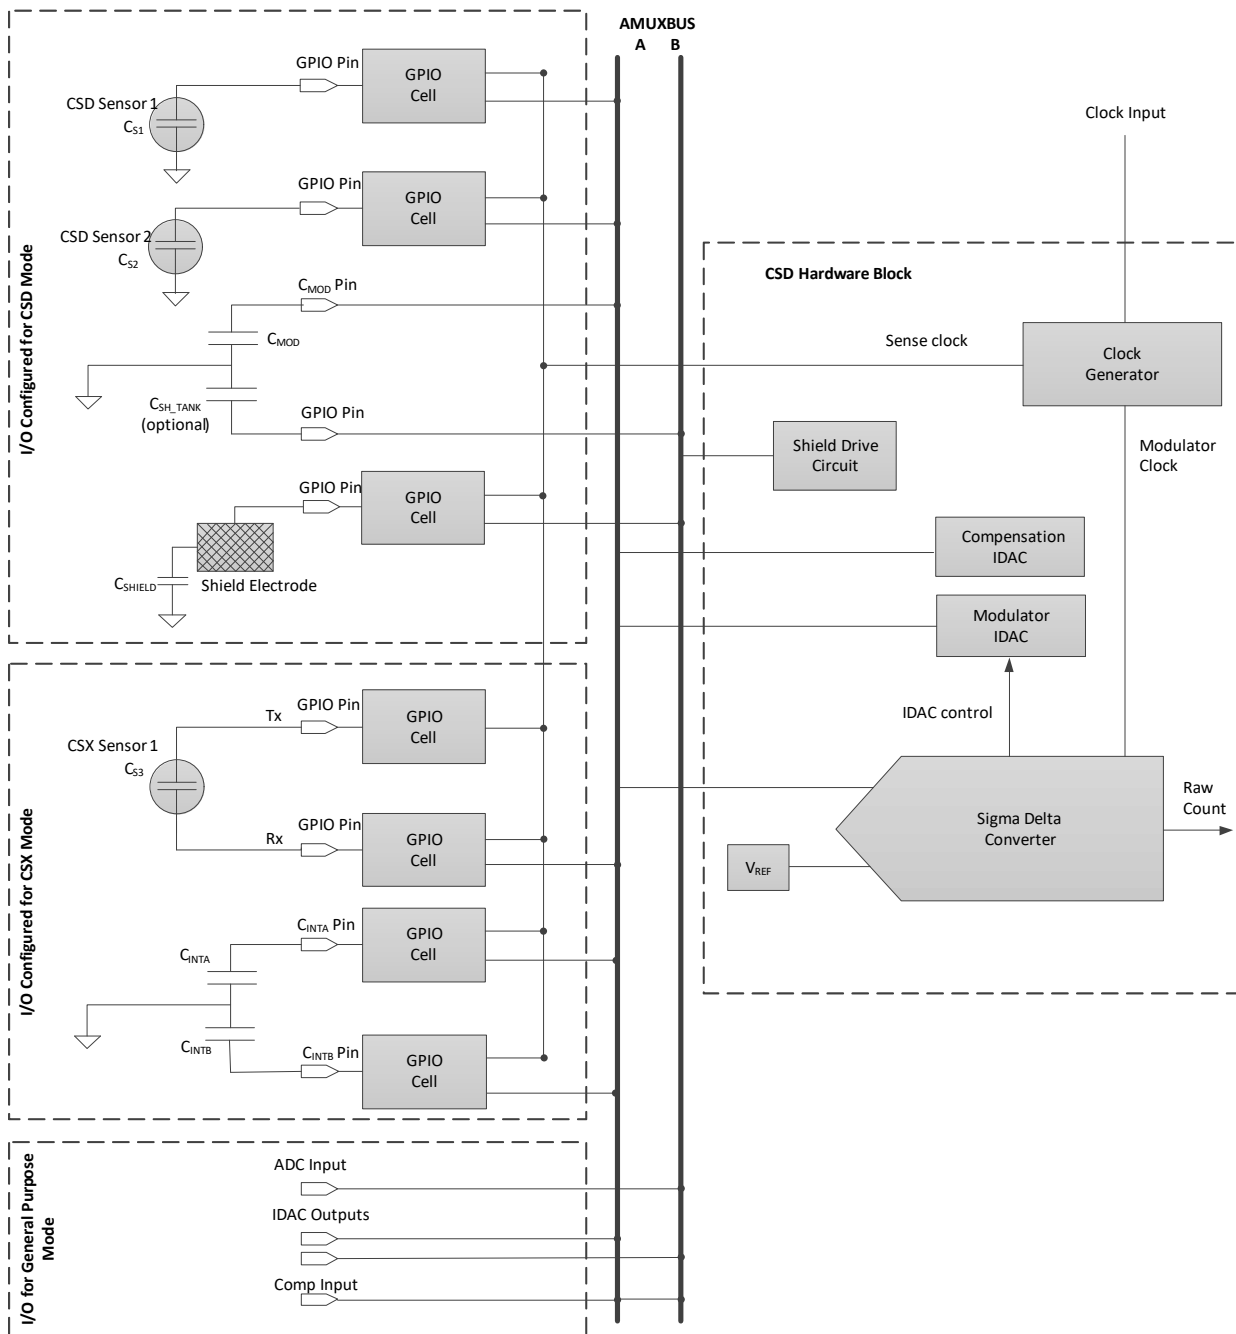 AMUXBUS
A B
I/O Configured for CSD Mode
GPIO Pin
GPIO
Cell
CSD Sensor 1
CS1
GPIO Pin
GPIO
Cell
CSD Sensor 2
CS2
CMOD Pin
CMOD
CSH_TANK
(optional)
GPIO Pin
GPIO Pin
GPIO
Cell
CSHIELD
Shield Electrode
I/O Configured for CSX Mode
GPIO Pin
Tx
GPIO
Cell
CSX Sensor 1
CS3
GPIO Pin
Rx
GPIO
Cell
CINTA Pin
GPIO
Cell
CINTA
CINTB
CINTB Pin
GPIO
Cell
I/O for General Purpose
Mode
ADC Input
IDAC Outputs
Comp Input
Clock Input
CSD Hardware Block
Sense clock
Clock
Generator
Shield Drive
Circuit
Modulator
Clock
Compensation
IDAC
Modulator
IDAC
IDAC control
Sigma Delta
Converter
Raw
Count
VREF